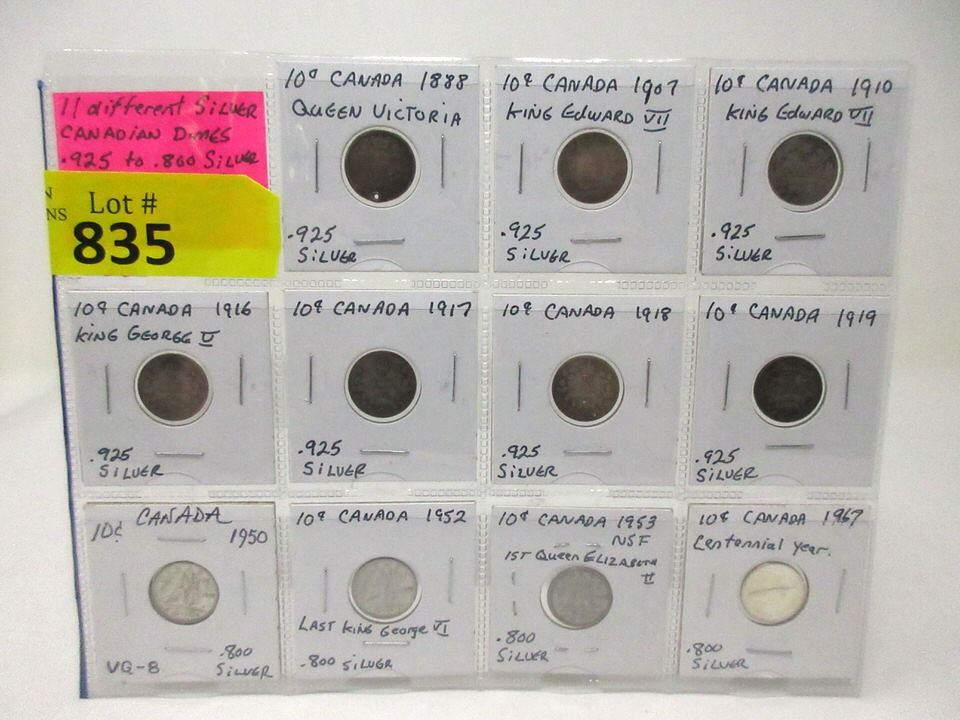 11 different SILVER
CANADIAN DIMES
.925 to .800 SILVER
N
NS
Lot #
835
10¢ CANADA 1888
QUEEN VICTORIA
.925
SILVER
10¢ CANADA 1907
KING EDWARD VII
.925
SILVER
10¢ CANADA 1910
KING EDWARD VII
.925
SILVER
10¢ CANADA 1916
KING GEORGE V
.925
SILVER
10¢ CANADA 1917
.925
SILVER
10¢ CANADA 1918
.925
SILVER
10¢ CANADA 1919
.925
SILVER
10¢ CANADA
1950
VG-8
.800
SILVER
10¢ CANADA 1952
LAST KING George VI
.800 SILVER
10¢ CANADA 1953
NSF
1ST Queen ELIZABETH
II
.800
SILVER
10¢ CANADA 1967
Centennial year.
.800
SILVER